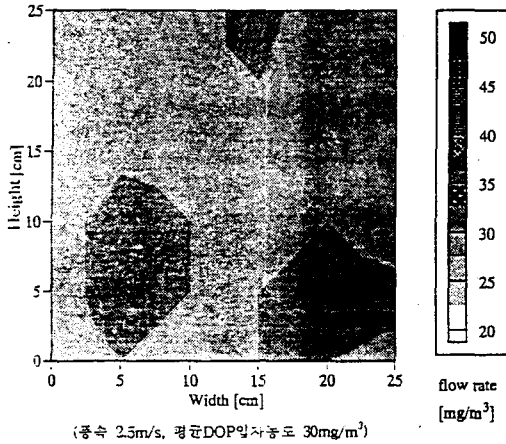 25
20
15
10
5
0
Height [cm]
0 5 10 15 20 25
Width [cm]
50
45
40
35
30
25
20
flow rate
[mg/m³]
(풍속 2.5m/s, 평균DOP입자농도 30mg/m³)